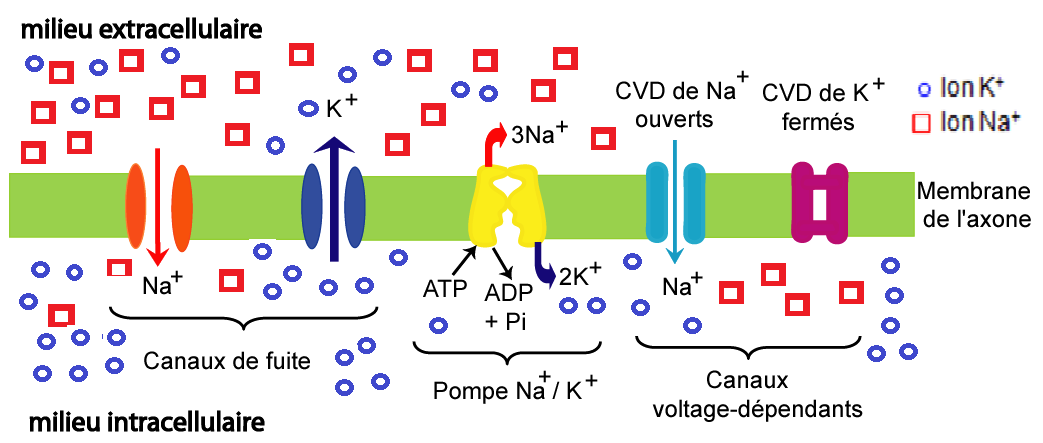 milieu extracellulaire
K⁺
3Na⁺
CVD de Na⁺
ouverts
CVD de K⁺
fermés
Ion K⁺
Ion Na⁺
Membrane
de l'axone
Na⁺
ATP
ADP
+ Pi
2K⁺
Na⁺
Canaux de fuite
Pompe Na⁺/ K⁺
Canaux
voltage-dépendants
milieu intracellulaire